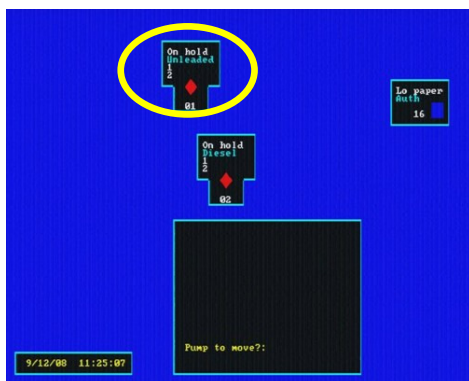 On hold
Unleaded
1
2
01
Lo paper
Auth
16
On hold
Diesel
1
2
02
Pump to move?:
9/12/08 11:25:07